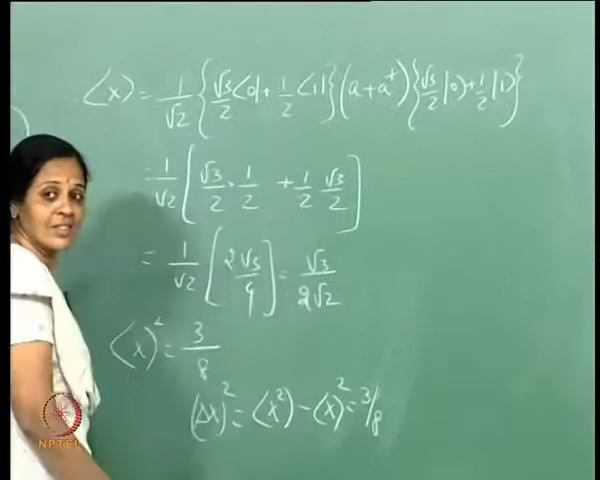 ⟨x⟩ = 1/√2 {√3/2 ⟨0| + 1/2 ⟨1|} (a + a†) {√3/2 |0⟩ + 1/2 |1⟩}
= 1/√2 [√3/2 · 1/2 + 1/2 √3/2]
= 1/√2 [2√3/4] = √3/2√2
⟨x⟩² = 3/8
(Δx)² = ⟨x²⟩ − ⟨x⟩² = 3/8
NPTEL